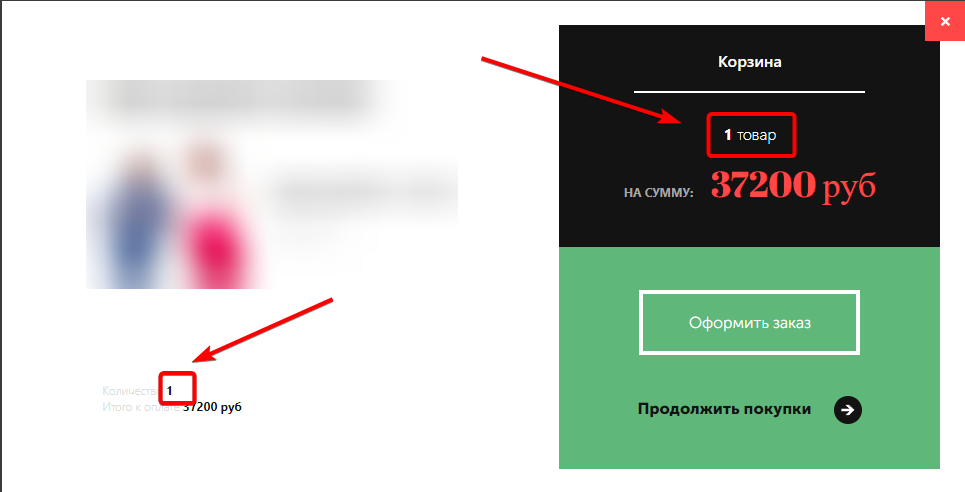 Количество 1
Итого к оплате 37200 руб
Корзина
1 товар
НА СУММУ: 37200 руб
Оформить заказ
Продолжить покупки